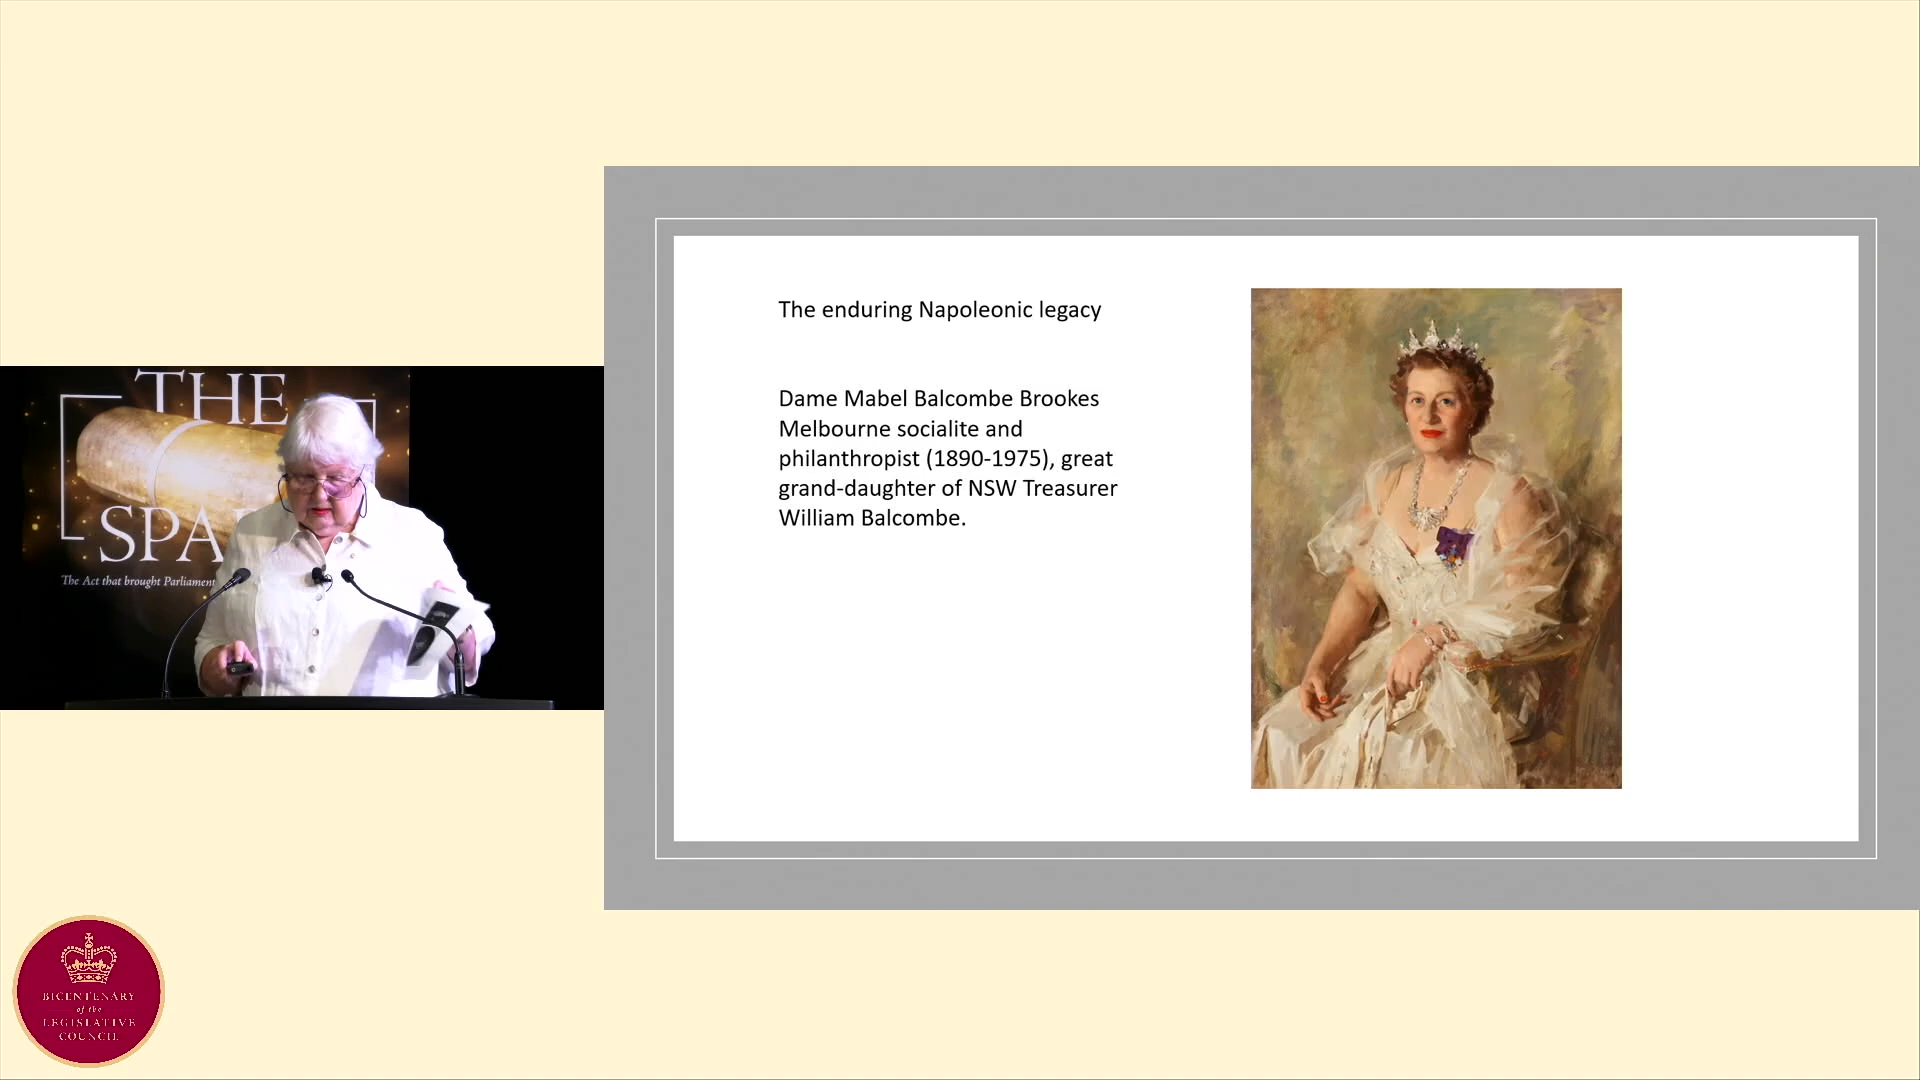 The enduring Napoleonic legacy
Dame Mabel Balcombe Brookes
Melbourne socialite and
philanthropist (1890-1975), great
grand-daughter of NSW Treasurer
William Balcombe.
THE
SPA
The Act that brought Parliament
BICENTENARY
of the
LEGISLATIVE
COUNCIL